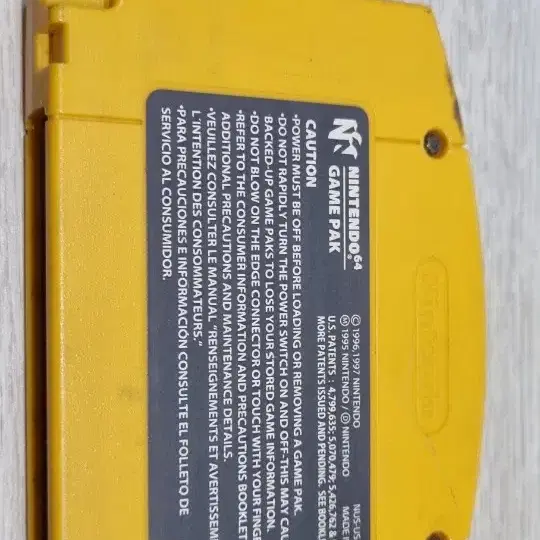 NINTENDO64
GAME PAK
© 1996,1997 NINTENDO
Ⓜ 1995 NINTENDO / Ⓓ NINTENDO
U.S. PATENTS : 4,799,635; 5,070,479; 5,426,762 &
MORE PATENTS ISSUED AND PENDING. SEE BOOKL
NUS-US
MADE
CAUTION
•POWER MUST BE OFF BEFORE LOADING OR REMOVING A GAME PAK.
•DO NOT RAPIDLY TURN THE POWER SWITCH ON AND OFF-THIS MAY CAU
BACKED-UP GAME PAKS TO LOSE YOUR STORED GAME INFORMATION.
•DO NOT BLOW ON THE EDGE CONNECTOR OR TOUCH WITH YOUR FINGE
•REFER TO THE CONSUMER INFORMATION AND PRECAUTIONS BOOKLET
ADDITIONAL PRECAUTIONS AND MAINTENANCE DETAILS.
•VEUILLEZ CONSULTER LE MANUAL "RENSEIGNEMENTS ET AVERTISSEM
L'INTENTION DES CONSOMMATEURS."
•PARA PRECAUCIONES E INFORMACIÓN CONSULTE EL FOLLETO DE
SERVICIO AL CONSUMIDOR.
Nintendo